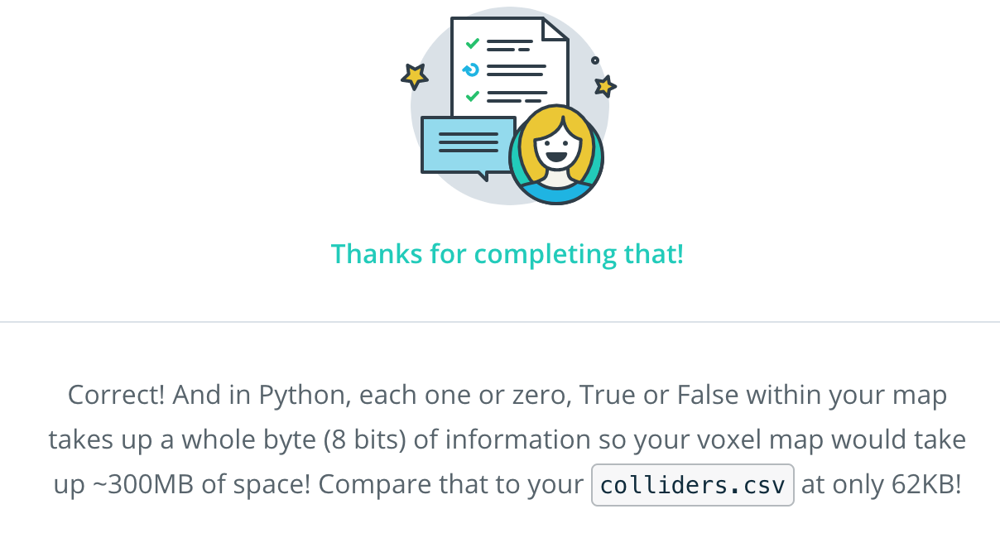 Thanks for completing that!
Correct! And in Python, each one or zero, True or False within your map
takes up a whole byte (8 bits) of information so your voxel map would take
up ~300MB of space! Compare that to your colliders.csv at only 62KB!